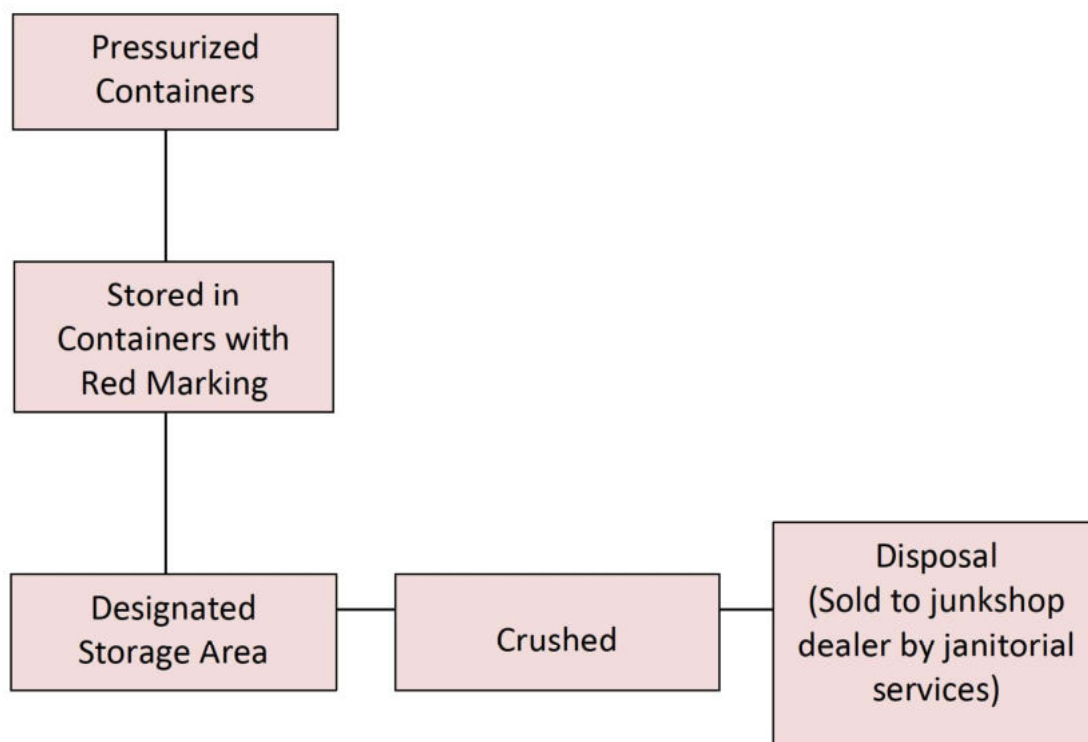 Pressurized
Containers
Stored in
Containers with
Red Marking
Designated
Storage Area
Crushed
Disposal
(Sold to junkshop
dealer by janitorial
services)